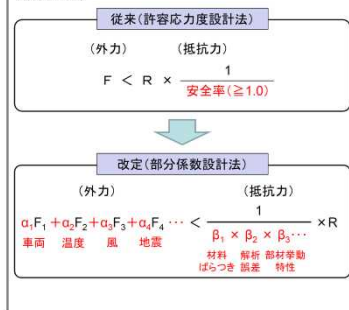 従来(許容応力度設計法)
(外力) (抵抗力)
F < R × 1
安全率(≧1.0)
改定(部分係数設計法)
(外力) (抵抗力)
α1F1+α2F2+α3F3+α4F4 … < 1 ×R
β1 × β2 × β3…
車両 温度 風 地震
材料 解析 部材挙動
ばらつき 誤差 特性